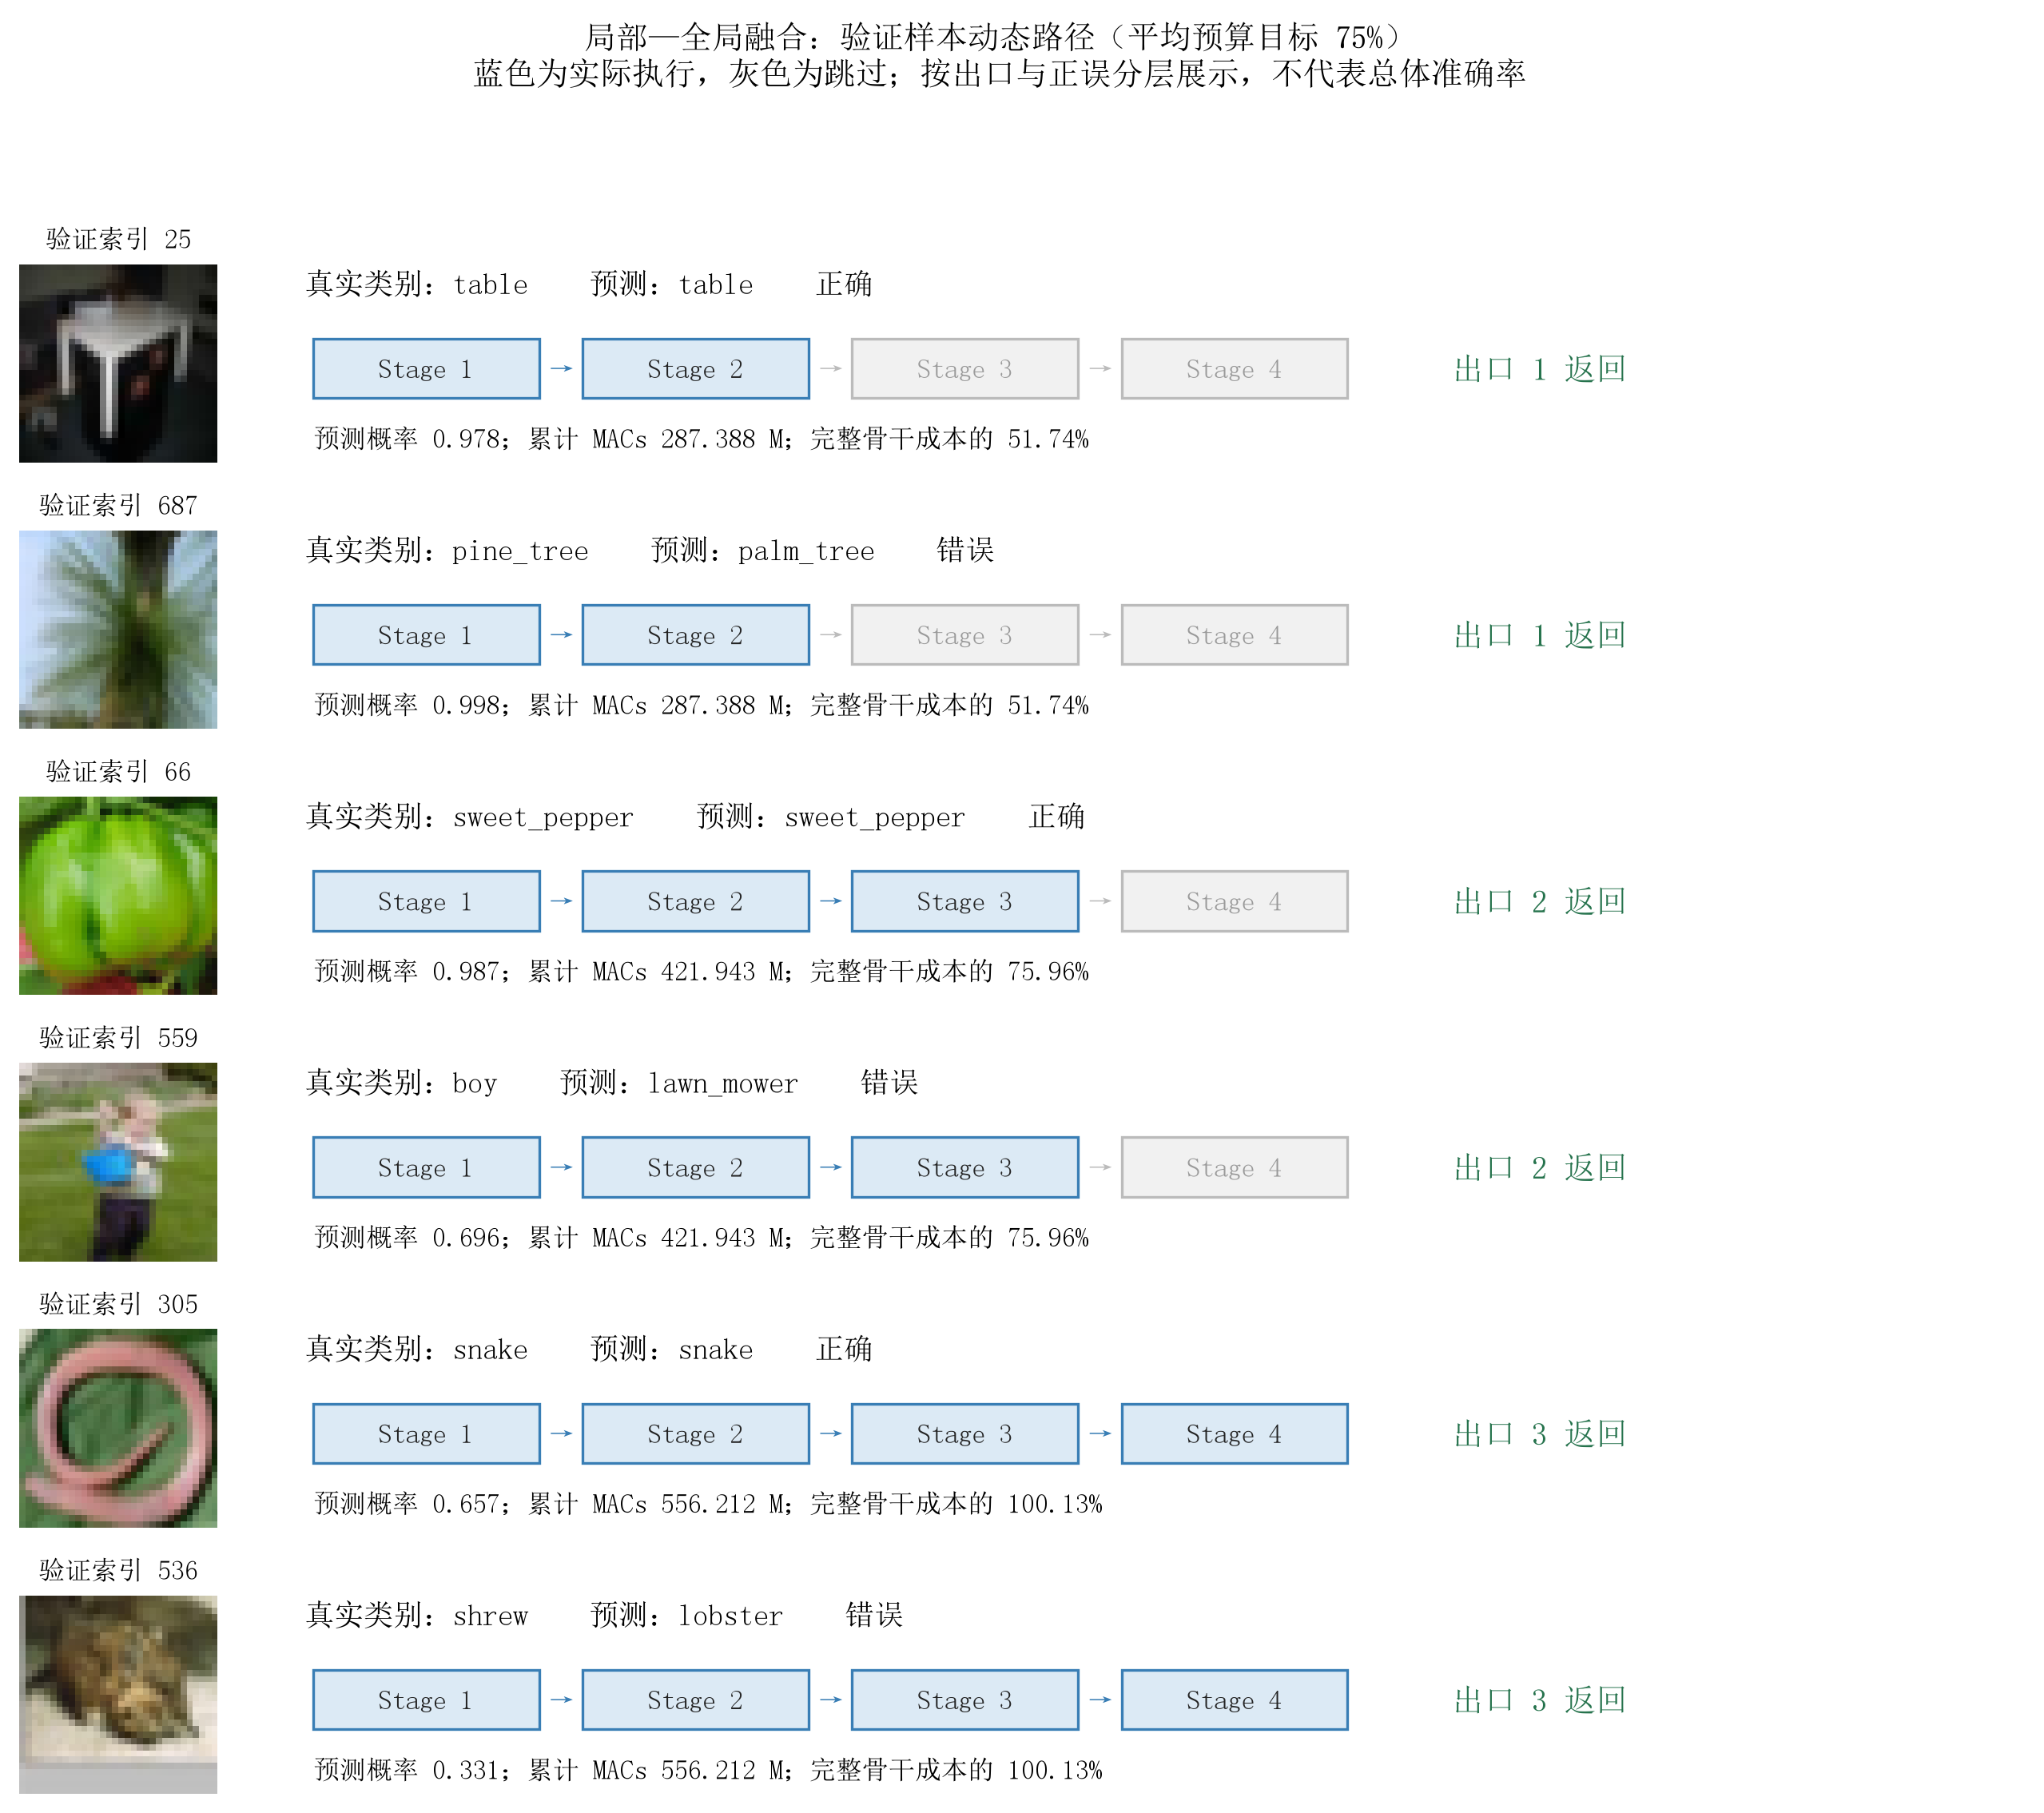 局部—全局融合：验证样本动态路径（平均预算目标 75%）
蓝色为实际执行，灰色为跳过；按出口与正误分层展示，不代表总体准确率
验证索引 25
真实类别：table 预测：table 正确
Stage 1 → Stage 2 → Stage 3 → Stage 4 出口 1 返回
预测概率 0.978；累计 MACs 287.388 M；完整骨干成本的 51.74%
验证索引 687
真实类别：pine_tree 预测：palm_tree 错误
Stage 1 → Stage 2 → Stage 3 → Stage 4 出口 1 返回
预测概率 0.998；累计 MACs 287.388 M；完整骨干成本的 51.74%
验证索引 66
真实类别：sweet_pepper 预测：sweet_pepper 正确
Stage 1 → Stage 2 → Stage 3 → Stage 4 出口 2 返回
预测概率 0.987；累计 MACs 421.943 M；完整骨干成本的 75.96%
验证索引 559
真实类别：boy 预测：lawn_mower 错误
Stage 1 → Stage 2 → Stage 3 → Stage 4 出口 2 返回
预测概率 0.696；累计 MACs 421.943 M；完整骨干成本的 75.96%
验证索引 305
真实类别：snake 预测：snake 正确
Stage 1 → Stage 2 → Stage 3 → Stage 4 出口 3 返回
预测概率 0.657；累计 MACs 556.212 M；完整骨干成本的 100.13%
验证索引 536
真实类别：shrew 预测：lobster 错误
Stage 1 → Stage 2 → Stage 3 → Stage 4 出口 3 返回
预测概率 0.331；累计 MACs 556.212 M；完整骨干成本的 100.13%